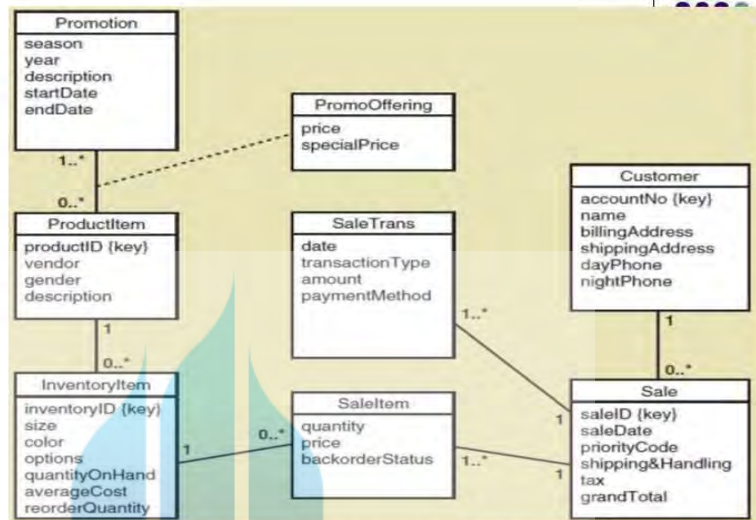 Promotion
season
year
description
startDate
endDate
PromoOffering
price
specialPrice
1..*
0..*
Customer
accountNo {key}
name
billingAddress
shippingAddress
dayPhone
nightPhone
ProductItem
productID {key}
vendor
gender
description
SaleTrans
date
transactionType
amount
paymentMethod
1
0..*
1..*
1
0..*
InventoryItem
inventoryID {key}
size
color
options
quantityOnHand
averageCost
reorderQuantity
SaleItem
quantity
price
backorderStatus
1
0..*
1..*
1
1
Sale
saleID {key}
saleDate
priorityCode
shipping&Handling
tax
grandTotal